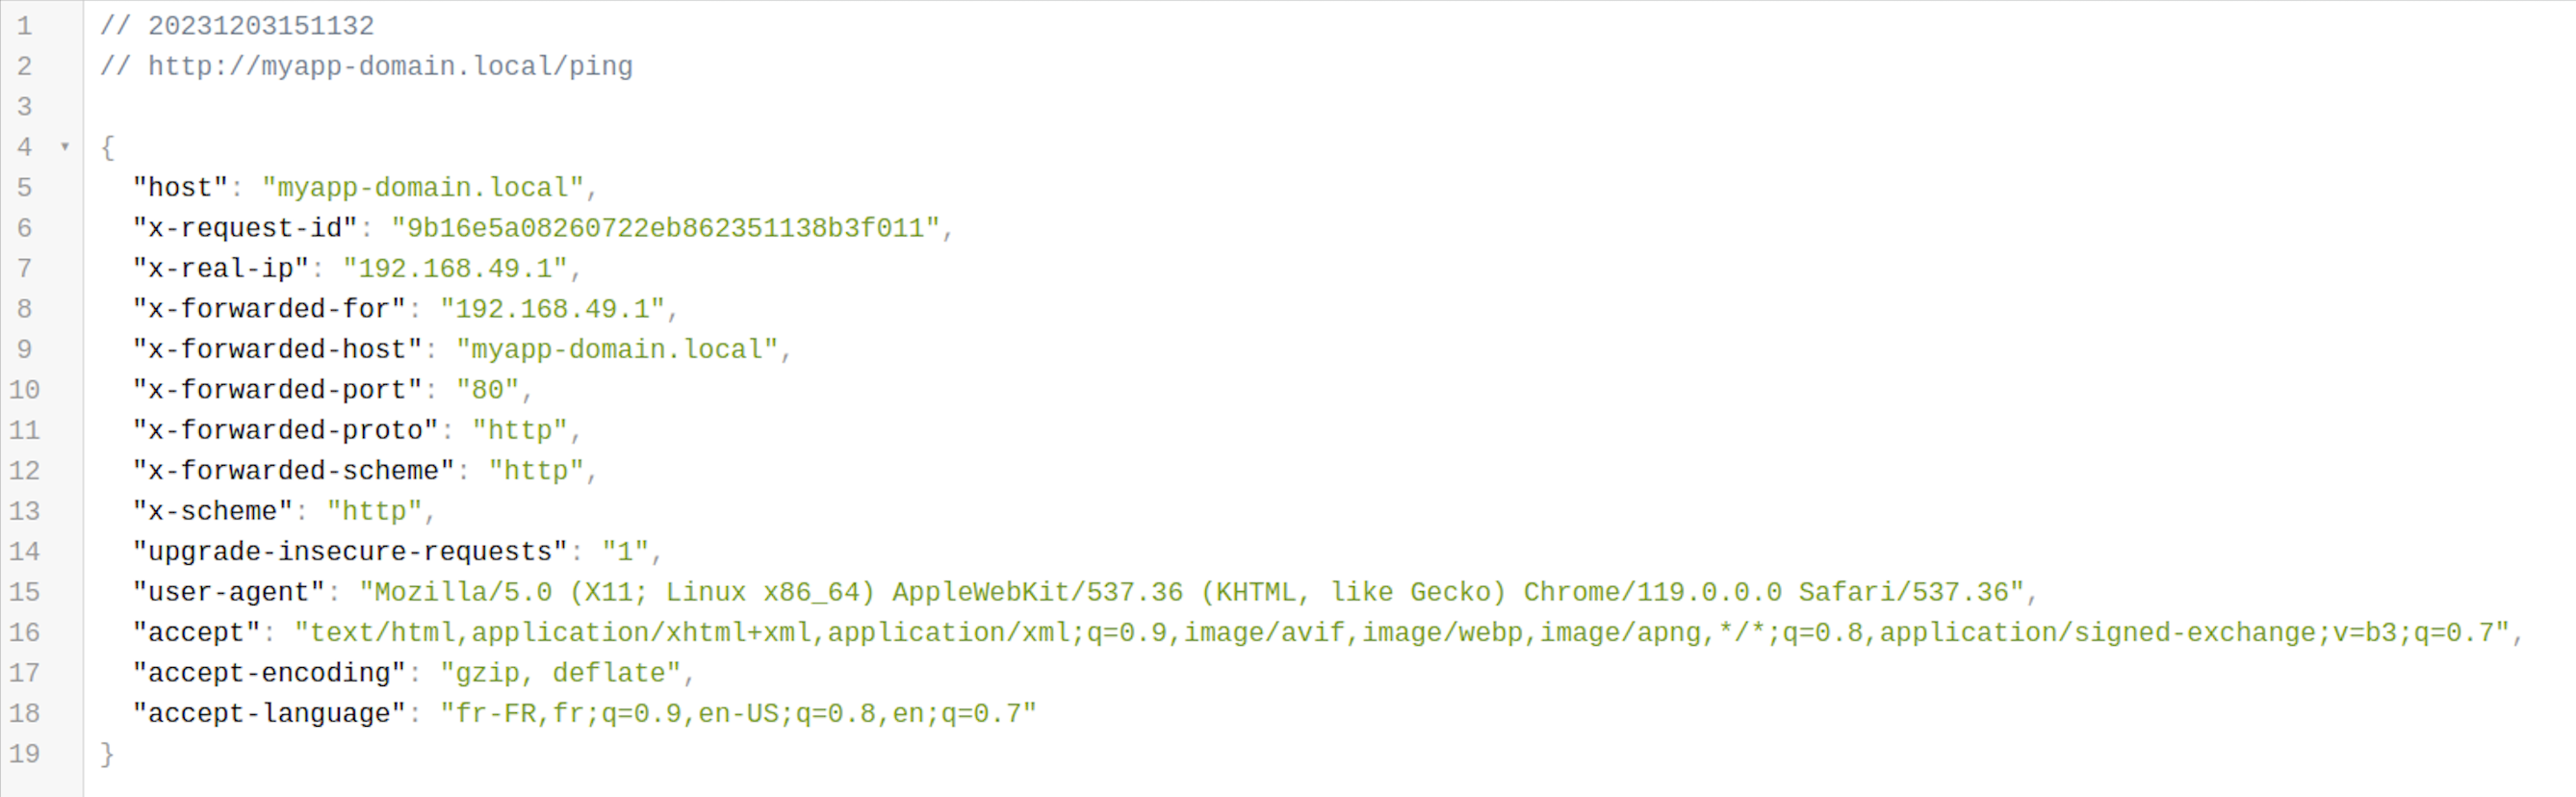 1 // 20231203151132
2 // http://myapp-domain.local/ping
3
4 {
5 "host": "myapp-domain.local",
6 "x-request-id": "9b16e5a08260722eb862351138b3f011",
7 "x-real-ip": "192.168.49.1",
8 "x-forwarded-for": "192.168.49.1",
9 "x-forwarded-host": "myapp-domain.local",
10 "x-forwarded-port": "80",
11 "x-forwarded-proto": "http",
12 "x-forwarded-scheme": "http",
13 "x-scheme": "http",
14 "upgrade-insecure-requests": "1",
15 "user-agent": "Mozilla/5.0 (X11; Linux x86_64) AppleWebKit/537.36 (KHTML, like Gecko) Chrome/119.0.0.0 Safari/537.36",
16 "accept": "text/html,application/xhtml+xml,application/xml;q=0.9,image/avif,image/webp,image/apng,*/*;q=0.8,application/signed-exchange;v=b3;q=0.7",
17 "accept-encoding": "gzip, deflate",
18 "accept-language": "fr-FR,fr;q=0.9,en-US;q=0.8,en;q=0.7"
19 }